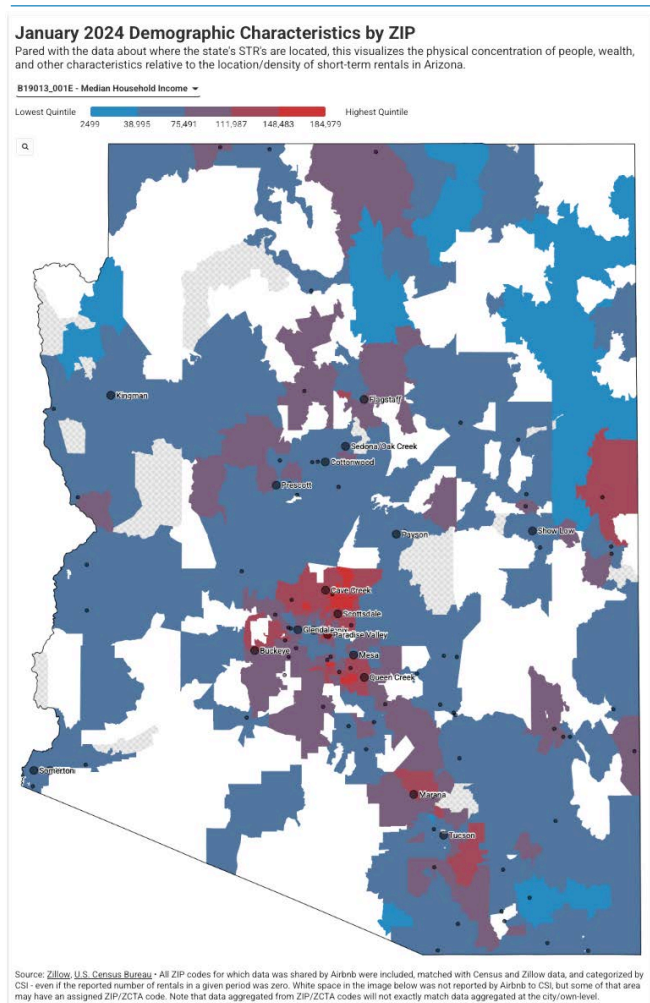 January 2024 Demographic Characteristics by ZIP
Pared with the data about where the state's STR's are located, this visualizes the physical concentration of people, wealth,
and other characteristics relative to the location/density of short-term rentals in Arizona.
B19013_001E - Median Household Income
Lowest Quintile
Highest Quintile
2499 38,995 75,491 111,987 148,483 184,979
Kingman
Flagstaff
Sedona/Oak Creek
Cottonwood
Prescott
Payson
Show Low
Cave Creek
Scottsdale
Glendale
Paradise Valley
Buckeye
Mesa
Queen Creek
Somerton
Marana
Tucson
Source: Zillow, U.S. Census Bureau • All ZIP codes for which data was shared by Airbnb were included, matched with Census and Zillow data, and categorized by
CSI - even if the reported number of rentals in a given period was zero. White space in the image below was not reported by Airbnb to CSI, but some of that area
may have an assigned ZIP/ZCTA code. Note that data aggregated from ZIP/ZCTA codes will not exactly match data aggregated at the city/town-level.